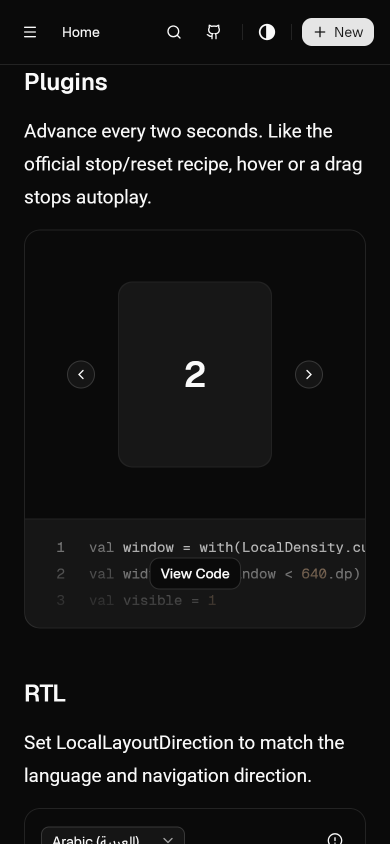 Home
New
Plugins
Advance every two seconds. Like the
official stop/reset recipe, hover or a drag
stops autoplay.
2
1 val window = with(LocalDensity.cu
2 val wid View Code ndow < 640.dp)
3 val visible = 1
RTL
Set LocalLayoutDirection to match the
language and navigation direction.
Arabic (العربية)